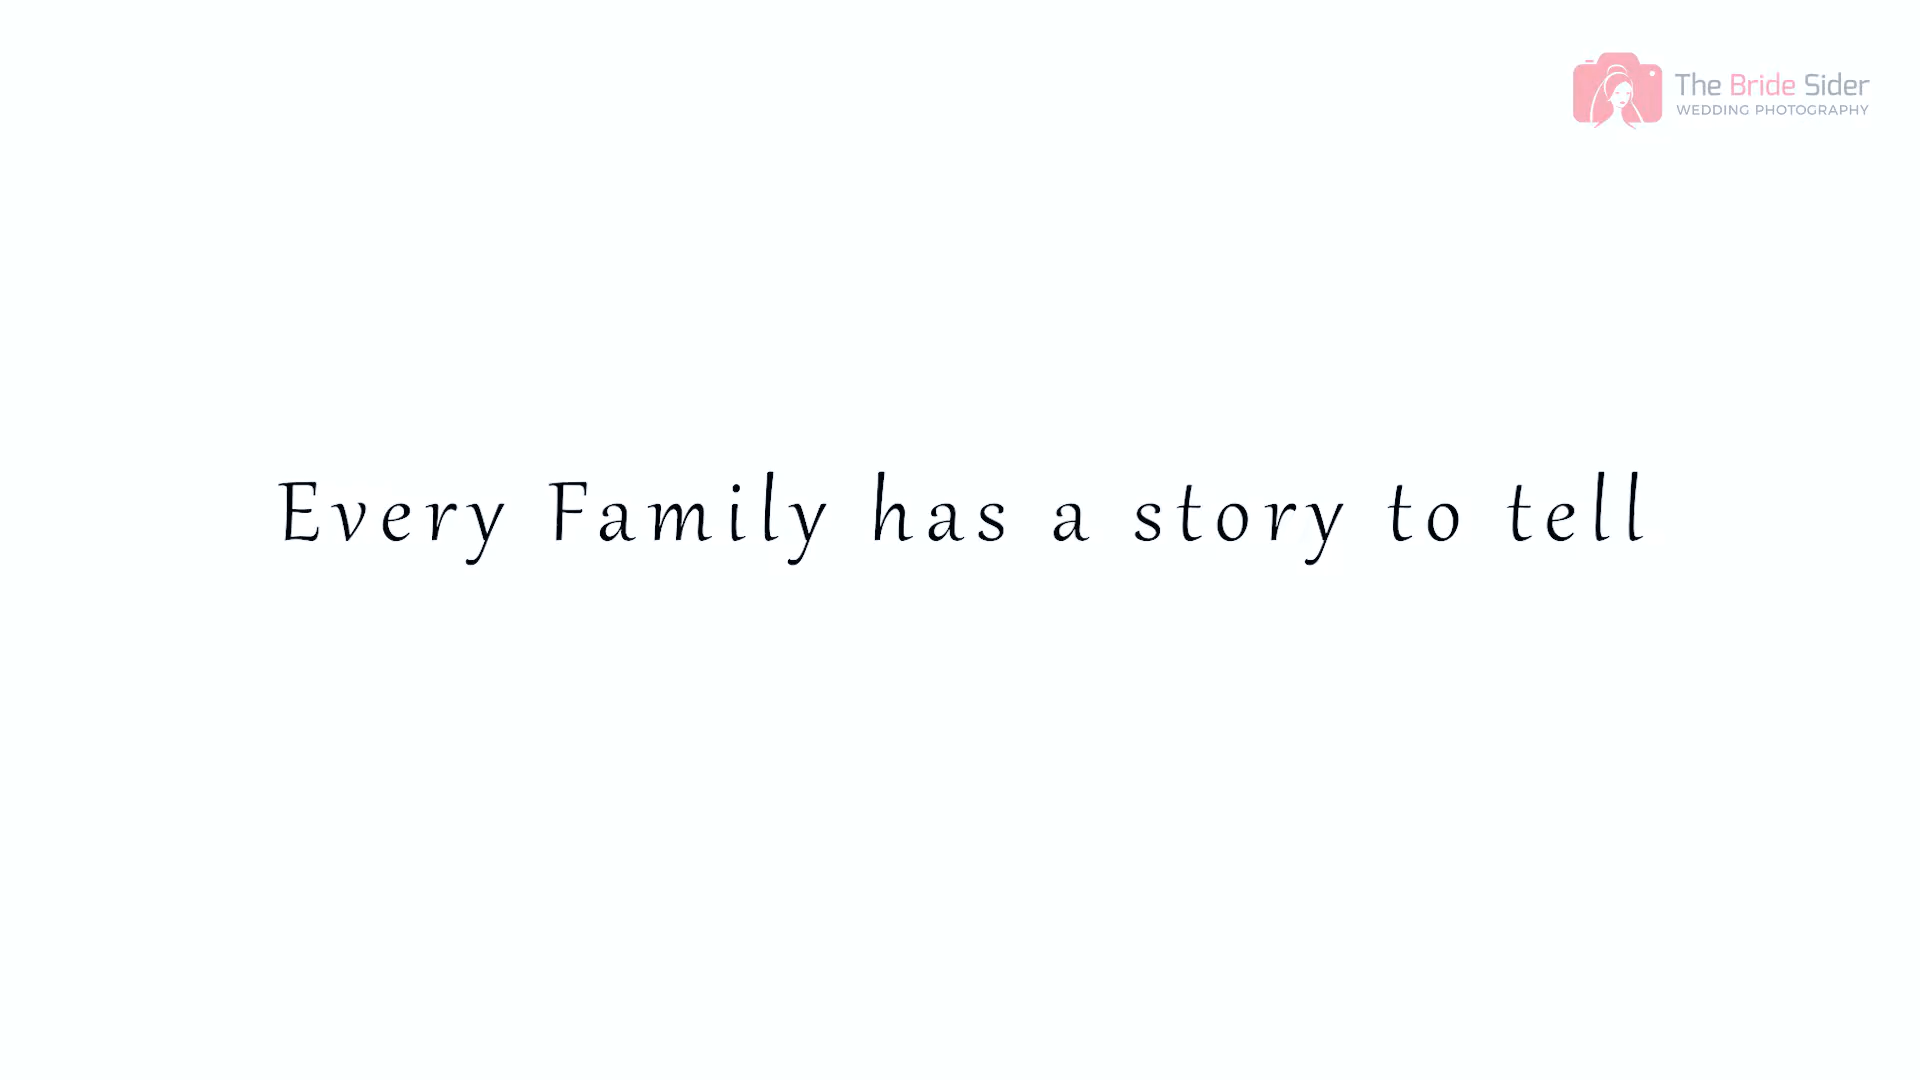 The Bride Sider
WEDDING PHOTOGRAPHY
Every Family has a story to tell